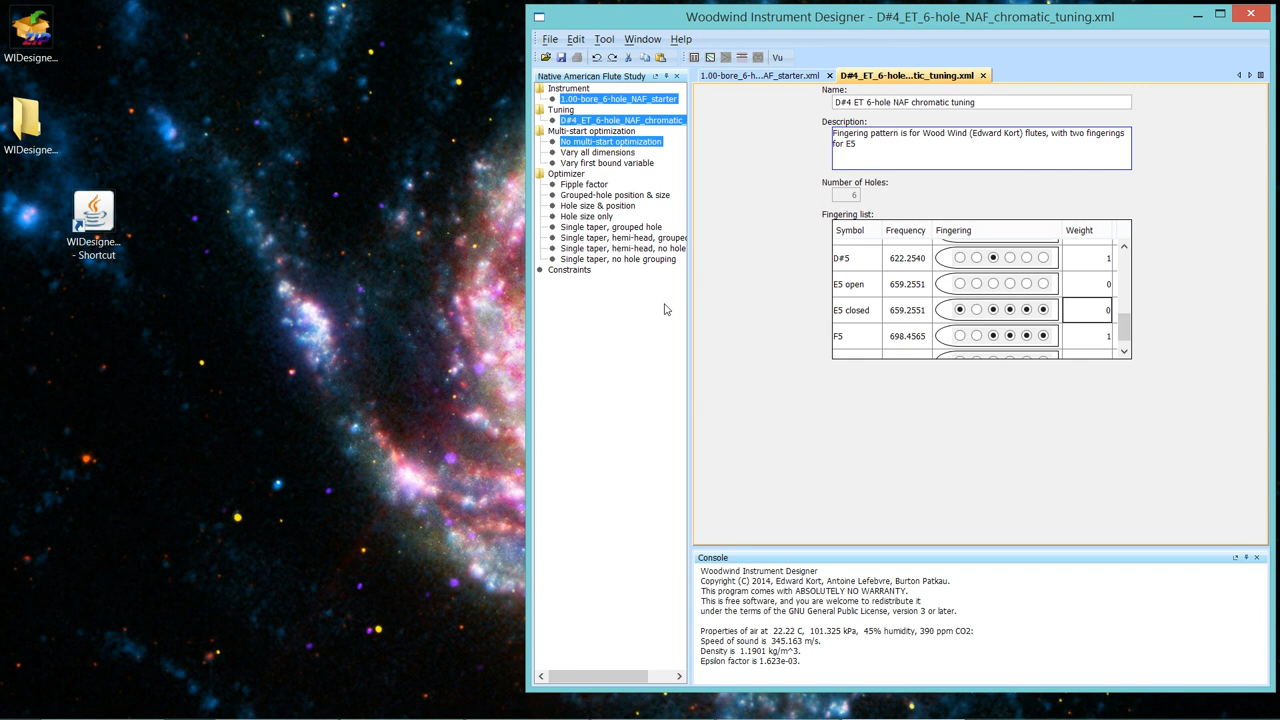 ZIP
WIDesigne...
WIDesigne...
WIDesigne...
- Shortcut
Woodwind Instrument Designer - D#4_ET_6-hole_NAF_chromatic_tuning.xml
File Edit Tool Window Help
Vu
Native American Flute Study
Instrument
1.00-bore_6-hole_NAF_starter
Tuning
D#4_ET_6-hole_NAF_chromatic_
Multi-start optimization
No multi-start optimization
Vary all dimensions
Vary first bound variable
Optimizer
Fipple factor
Grouped-hole position & size
Hole size & position
Hole size only
Single taper, grouped hole
Single taper, hemi-head, groupec
Single taper, hemi-head, no hole
Single taper, no hole grouping
Constraints
1.00-bore_6-h...AF_starter.xml
D#4_ET_6-hole...tic_tuning.xml
Name:
D#4 ET 6-hole NAF chromatic tuning
Description:
Fingering pattern is for Wood Wind (Edward Kort) flutes, with two fingerings
for E5
Number of Holes:
6
Fingering list:
Symbol Frequency Fingering Weight
D#5 622.2540 1
E5 open 659.2551 0
E5 closed 659.2551 0
F5 698.4565 1
Console
Woodwind Instrument Designer
Copyright (C) 2014, Edward Kort, Antoine Lefebvre, Burton Patkau.
This program comes with ABSOLUTELY NO WARRANTY.
This is free software, and you are welcome to redistribute it
under the terms of the GNU General Public License, version 3 or later.
Properties of air at 22.22 C, 101.325 kPa, 45% humidity, 390 ppm CO2:
Speed of sound is 345.163 m/s.
Density is 1.1901 kg/m^3.
Epsilon factor is 1.623e-03.